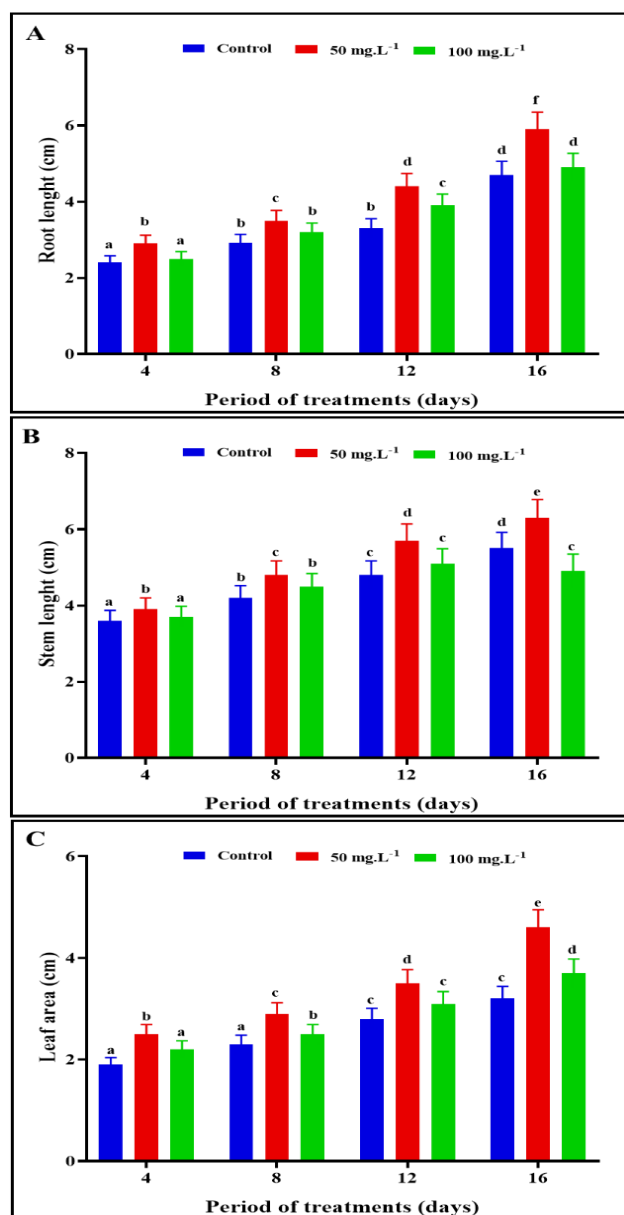 A
Control 50 mg.L⁻¹ 100 mg.L⁻¹
Root lenght (cm)
8
6
4
2
0
a b a b c b b d c d f d
4 8 12 16
Period of treatments (days)
B
Control 50 mg.L⁻¹ 100 mg.L⁻¹
Stem lenght (cm)
8
6
4
2
0
a b a b c b c d c d e c
4 8 12 16
Period of treatments (days)
C
Control 50 mg.L⁻¹ 100 mg.L⁻¹
Leaf area (cm)
6
4
2
0
a b a a c b c d c c e d
4 8 12 16
Period of treatments (days)